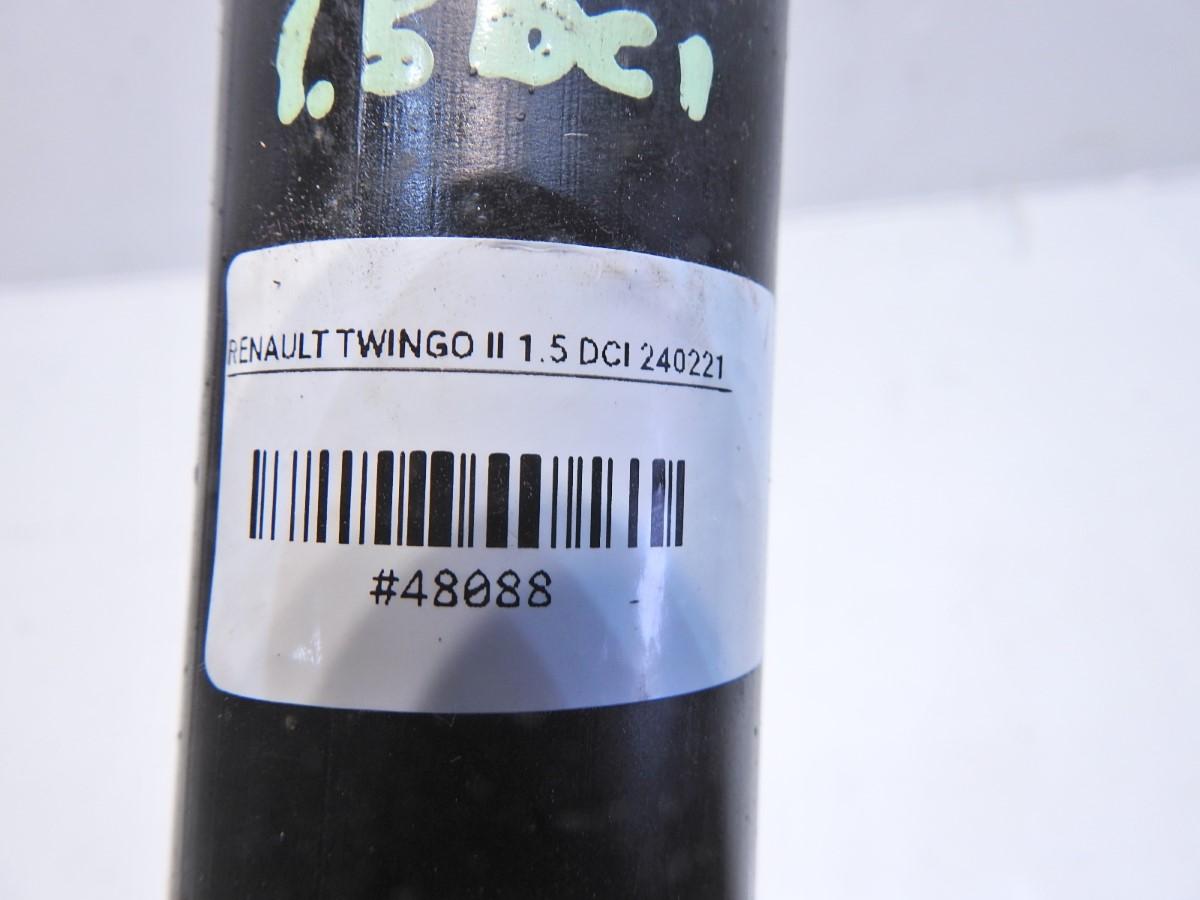 1.5 DCI
RENAULT TWINGO II 1.5 DCI 240221
#48088